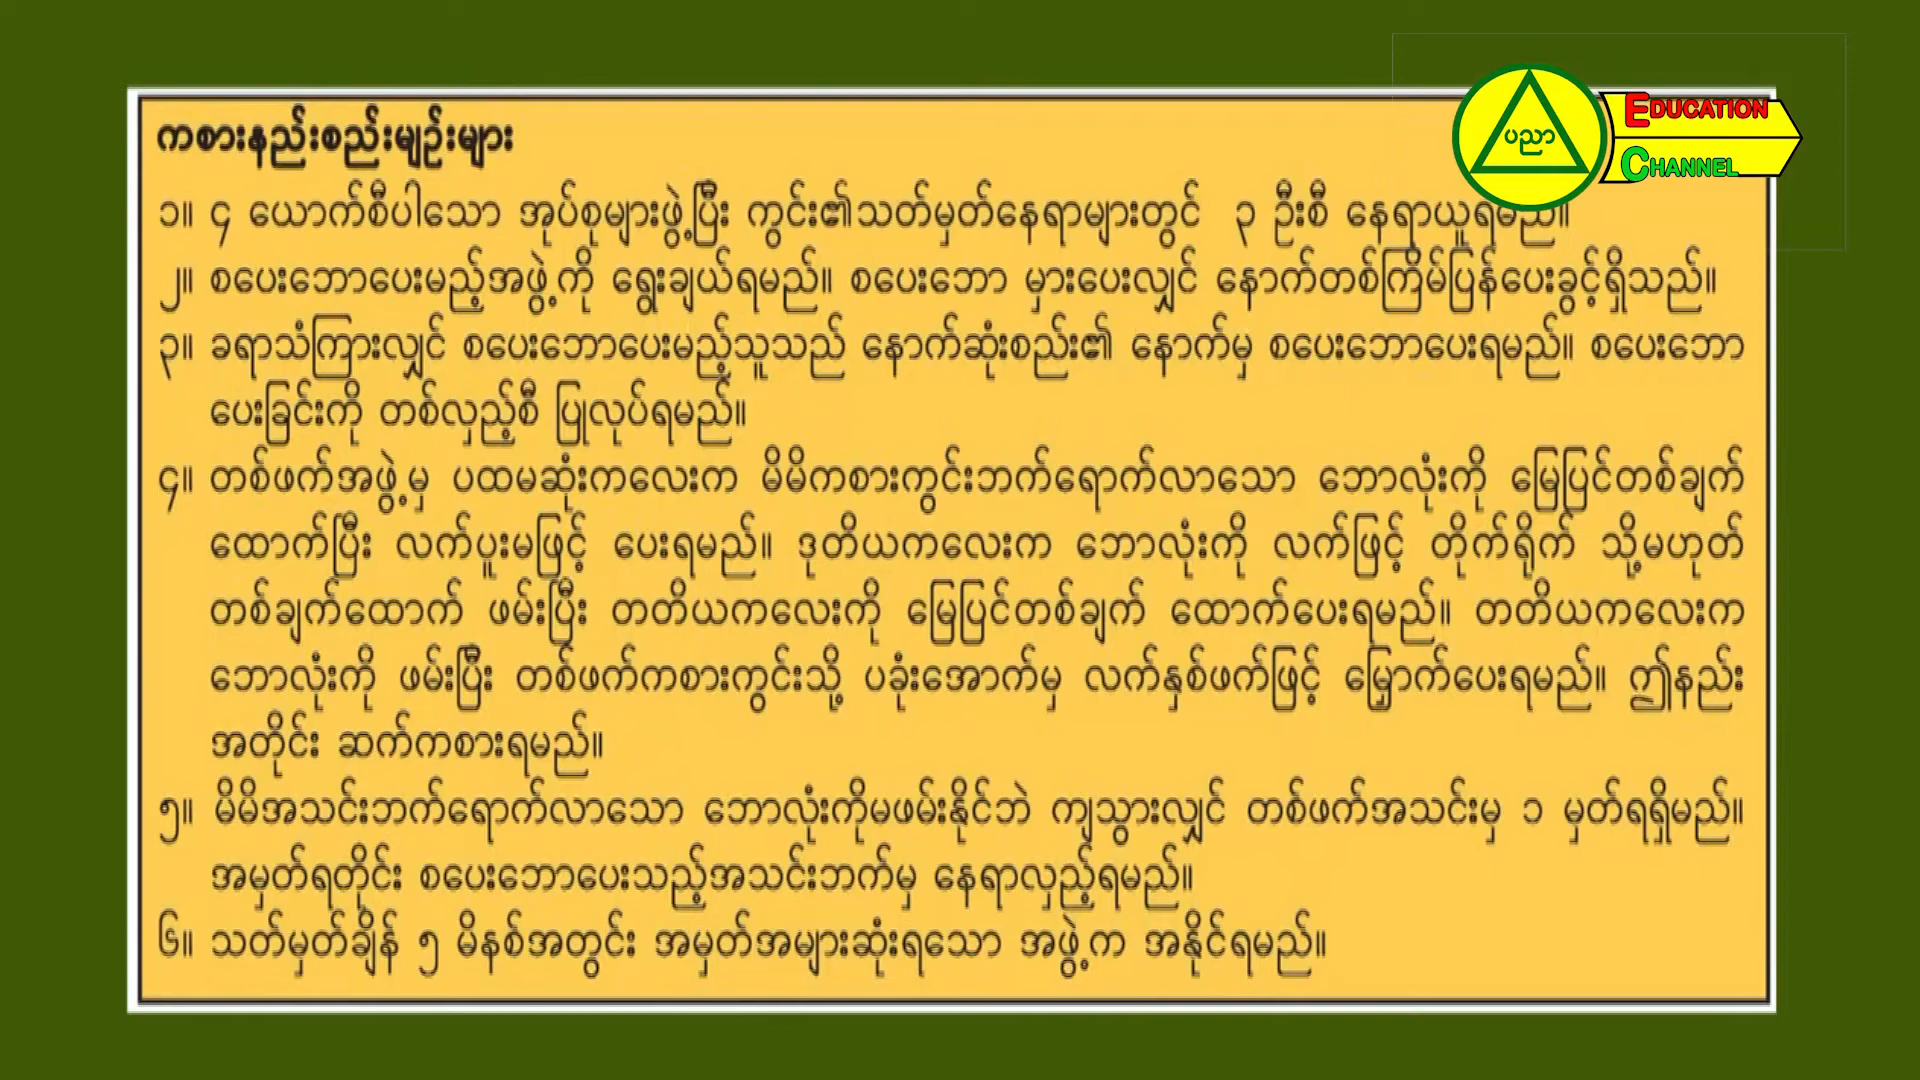 ကစားနည်းစည်းမျဉ်းများ
၁။ ၄ ယောက်စီပါသော အုပ်စုများဖွဲ့ပြီး ကွင်း၏သတ်မှတ်နေရာများတွင် ၃ ဦးစီ နေရာယူရမည်။
၂။ စပေးဘောပေးမည့်အဖွဲ့ကို ရွေးချယ်ရမည်။ စပေးဘော မှားပေးလျှင် နောက်တစ်ကြိမ်ပြန်ပေးခွင့်ရှိသည်။
၃။ ခရာသံကြားလျှင် စပေးဘောပေးမည့်သူသည် နောက်ဆုံးစည်း၏ နောက်မှ စပေးဘောပေးရမည်။ စပေးဘော
ပေးခြင်းကို တစ်လှည့်စီ ပြုလုပ်ရမည်။
၄။ တစ်ဖက်အဖွဲ့မှ ပထမဆုံးကလေးက မိမိကစားကွင်းဘက်ရောက်လာသော ဘောလုံးကို မြေပြင်တစ်ချက်
ထောက်ပြီး လက်ပူးမဖြင့် ပေးရမည်။ ဒုတိယကလေးက ဘောလုံးကို လက်ဖြင့် တိုက်ရိုက် သို့မဟုတ်
တစ်ချက်ထောက် ဖမ်းပြီး တတိယကလေးကို မြေပြင်တစ်ချက် ထောက်ပေးရမည်။ တတိယကလေးက
ဘောလုံးကို ဖမ်းပြီး တစ်ဖက်ကစားကွင်းသို့ ပခုံးအောက်မှ လက်နှစ်ဖက်ဖြင့် မြှောက်ပေးရမည်။ ဤနည်း
အတိုင်း ဆက်ကစားရမည်။
၅။ မိမိအသင်းဘက်ရောက်လာသော ဘောလုံးကိုမဖမ်းနိုင်ဘဲ ကျသွားလျှင် တစ်ဖက်အသင်းမှ ၁ မှတ်ရရှိမည်။
အမှတ်ရတိုင်း စပေးဘောပေးသည့်အသင်းဘက်မှ နေရာလှည့်ရမည်။
၆။ သတ်မှတ်ချိန် ၅ မိနစ်အတွင်း အမှတ်အများဆုံးရသော အဖွဲ့က အနိုင်ရမည်။
ပညာ
EDUCATION
CHANNEL